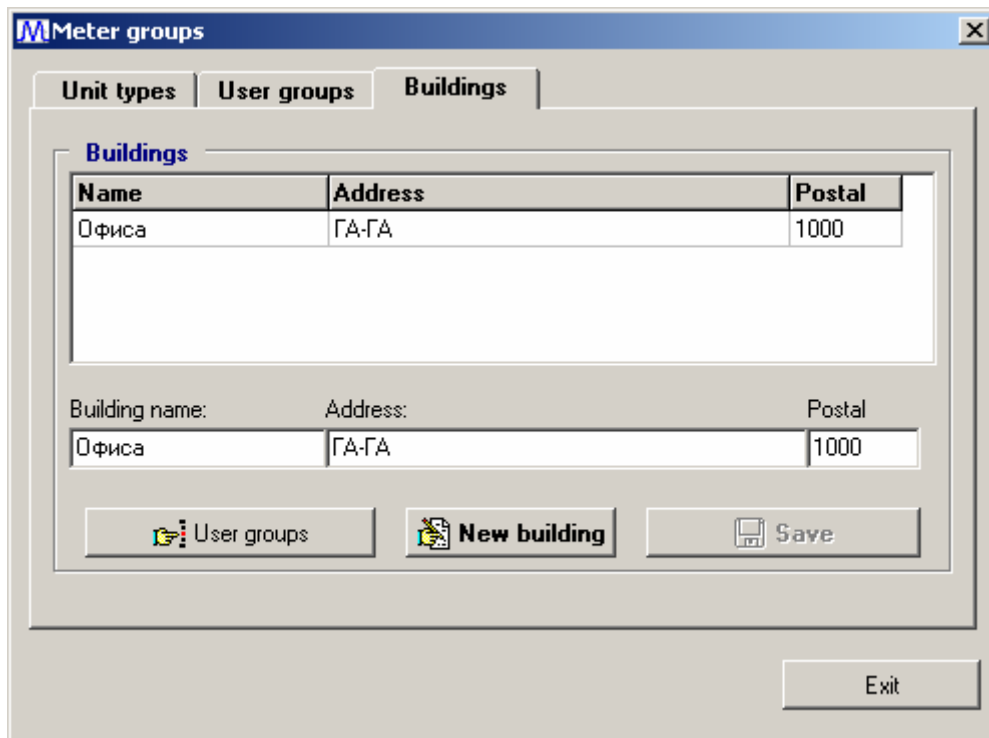 Meter groups
Unit types User groups Buildings
Buildings
Name Address Postal
Офиса ГА-ГА 1000
Building name: Address: Postal
Офиса ГА-ГА 1000
User groups New building Save
Exit